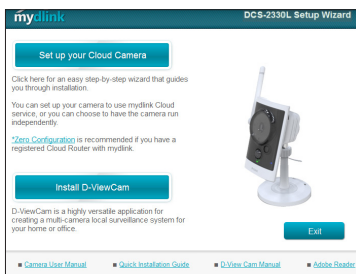 mydlink
DCS-2330L Setup Wizard
Set up your Cloud Camera
Click here for an easy step-by-step wizard that guides
you through installation.
You can set up your camera to use mydlink Cloud
service, or you can choose to have the camera run
independently.
*Zero Configuration is recommended if you have a
registered Cloud Router with mydlink.
Install D-ViewCam
D-ViewCam is a highly versatile application for
creating a multi-camera local surveillance system for
your home or office.
Exit
Camera User Manual
Quick Installation Guide
D-View Cam Manual
Adobe Reader